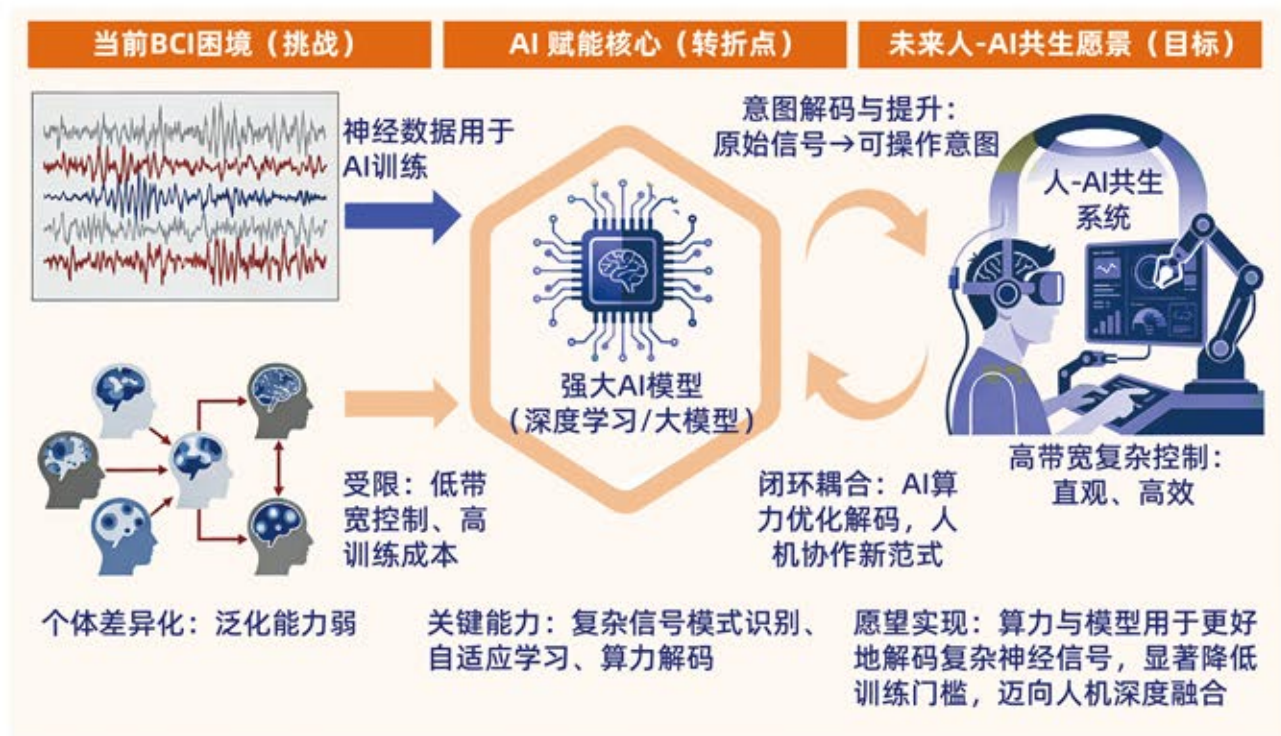 当前BCI困境（挑战）
AI 赋能核心（转折点）
未来人-AI共生愿景（目标）
神经数据用于
AI训练
意图解码与提升：
原始信号→可操作意图
人-AI共生
系统
强大AI模型
（深度学习/大模型）
受限：低带
宽控制、高
训练成本
闭环耦合：AI算
力优化解码，人
机协作新范式
高带宽复杂控制：
直观、高效
个体差异化：泛化能力弱
关键能力：复杂信号模式识别、
自适应学习、算力解码
愿望实现：算力与模型用于更好
地解码复杂神经信号，显著降低
训练门槛，迈向人机深度融合